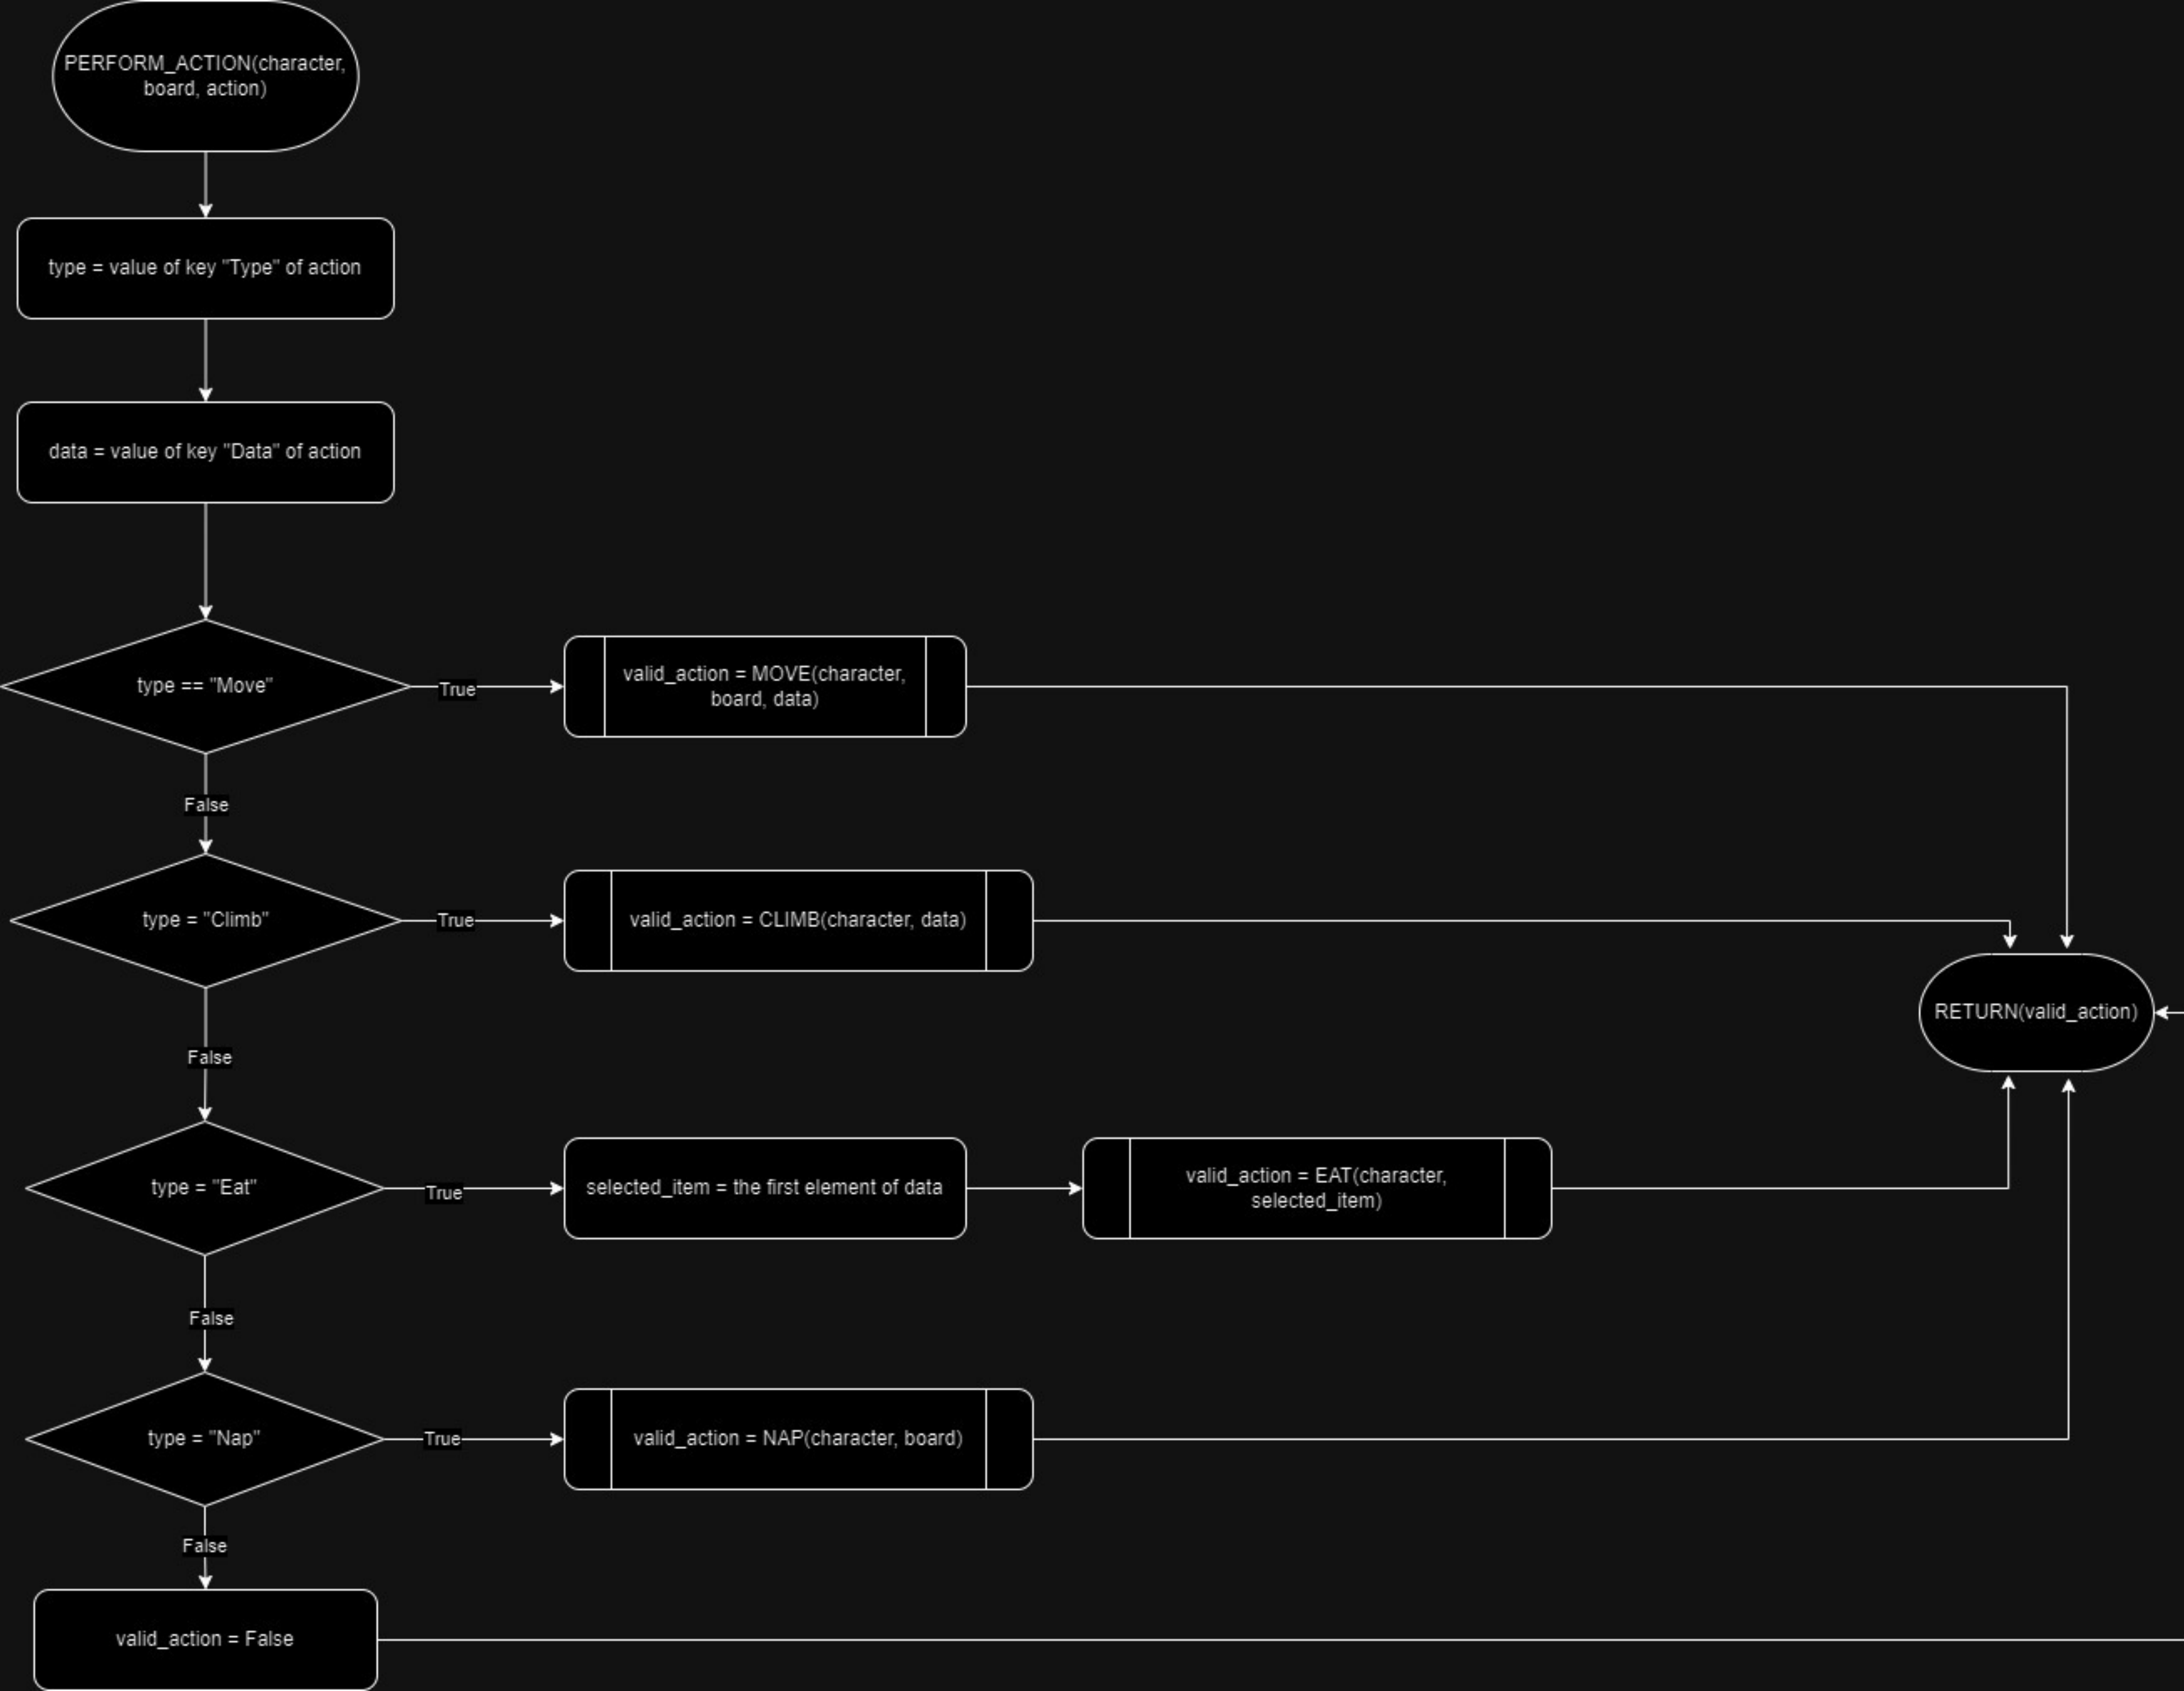 PERFORM_ACTION(character,
board, action)
type = value of key "Type" of action
data = value of key "Data" of action
type == "Move"
True
valid_action = MOVE(character,
board, data)
False
type = "Climb"
True
valid_action = CLIMB(character, data)
RETURN(valid_action)
False
type = "Eat"
True
selected_item = the first element of data
valid_action = EAT(character,
selected_item)
False
type = "Nap"
True
valid_action = NAP(character, board)
False
valid_action = False